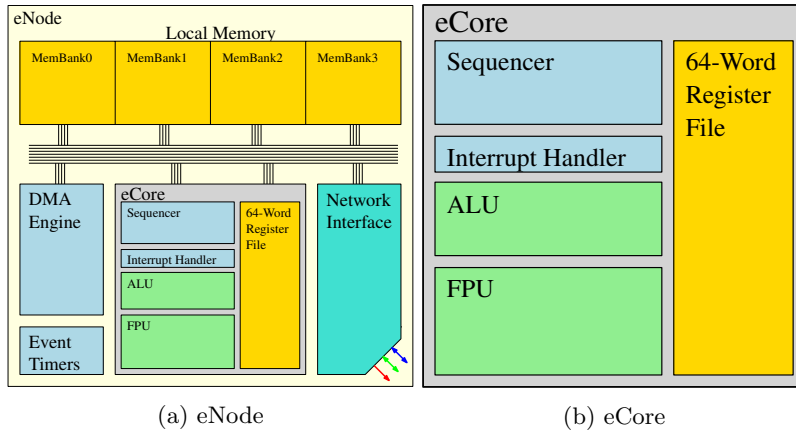 eNode
Local Memory
MemBank0
MemBank1
MemBank2
MemBank3
DMA
Engine
Event
Timers
eCore
Sequencer
Interrupt Handler
ALU
FPU
64-Word
Register
File
Network
Interface
(a) eNode
eCore
Sequencer
Interrupt Handler
ALU
FPU
64-Word
Register
File
(b) eCore